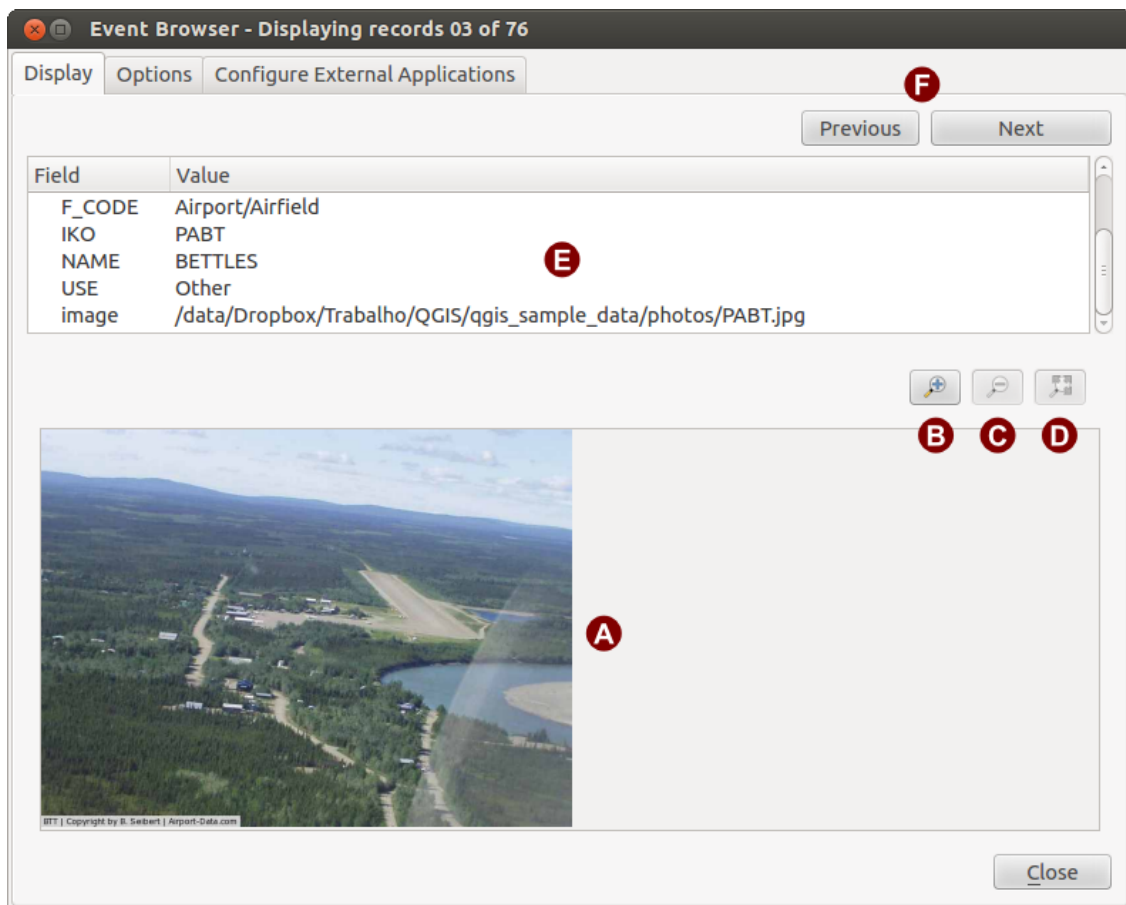 Event Browser - Displaying records 03 of 76
Display Options Configure External Applications
F
Previous Next
Field Value
F_CODE Airport/Airfield
IKO PABT
NAME BETTLES
E
USE Other
image /data/Dropbox/Trabalho/QGIS/qgis_sample_data/photos/PABT.jpg
B C D
A
BTT | Copyright by B. Seibert | Airport-Data.com
Close